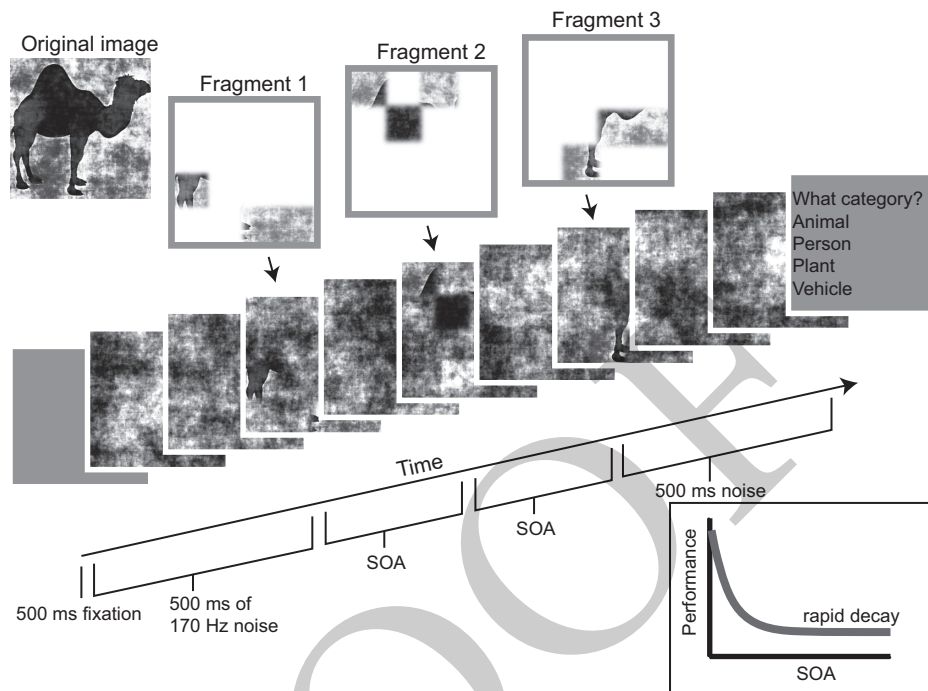 Original image
Fragment 1
Fragment 2
Fragment 3
What category?
Animal
Person
Plant
Vehicle
Time
500 ms fixation
500 ms of
170 Hz noise
SOA
SOA
500 ms noise
Performance
rapid decay
SOA
OOF